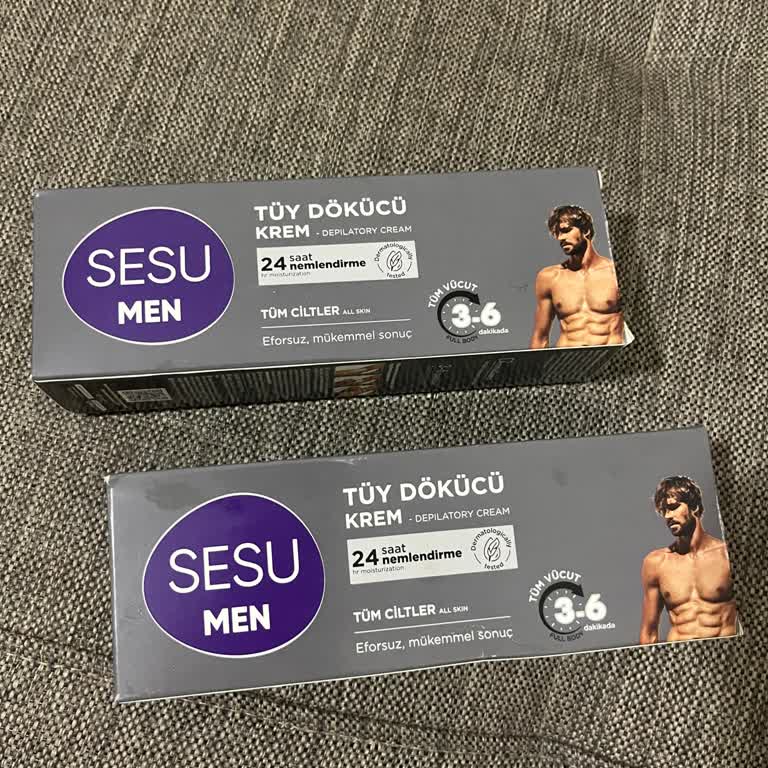 SESU
MEN
TÜY DÖKÜCÜ
KREM - DEPILATORY CREAM
24 saat nemlendirme
hr moisturization
Dermatologically tested
TÜM CİLTLER ALL SKIN
Eforsuz, mükemmel sonuç
TÜM VÜCUT
3-6
dakikada
FULL BODY
SESU
MEN
TÜY DÖKÜCÜ
KREM - DEPILATORY CREAM
24 saat nemlendirme
hr moisturization
Dermatologically tested
TÜM CİLTLER ALL SKIN
Eforsuz, mükemmel sonuç
TÜM VÜCUT
3-6
dakikada
FULL BODY